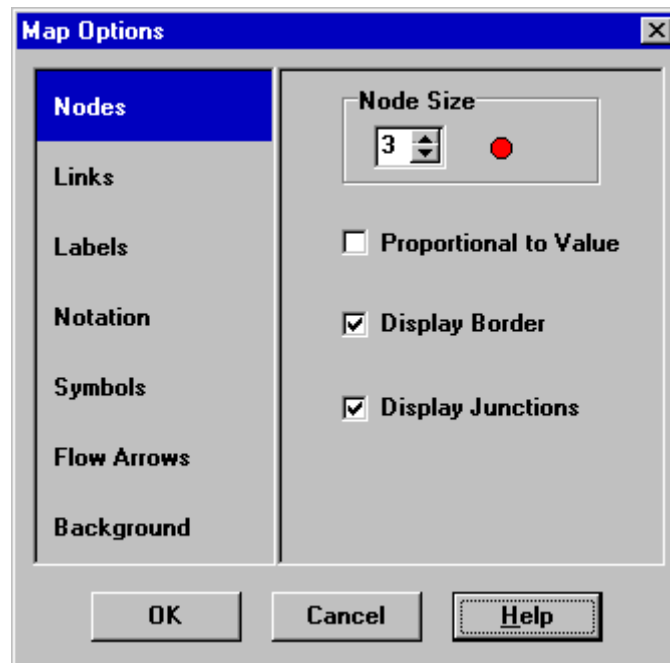 Map Options
Nodes
Links
Labels
Notation
Symbols
Flow Arrows
Background
Node Size
3
Proportional to Value
Display Border
Display Junctions
OK
Cancel
Help